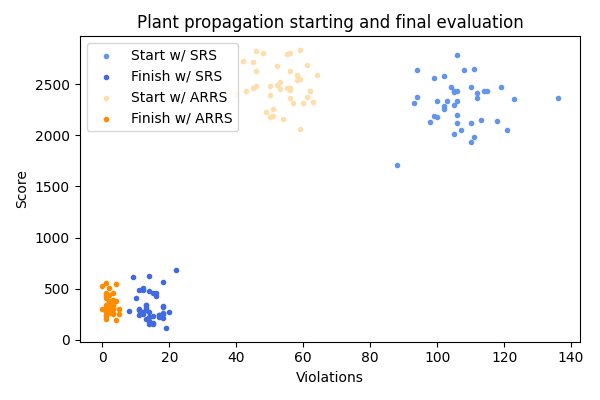 Plant propagation starting and final evaluation
Start w/ SRS
Finish w/ SRS
Start w/ ARRS
Finish w/ ARRS
Score
2500
2000
1500
1000
500
0
0 20 40 60 80 100 120 140
Violations